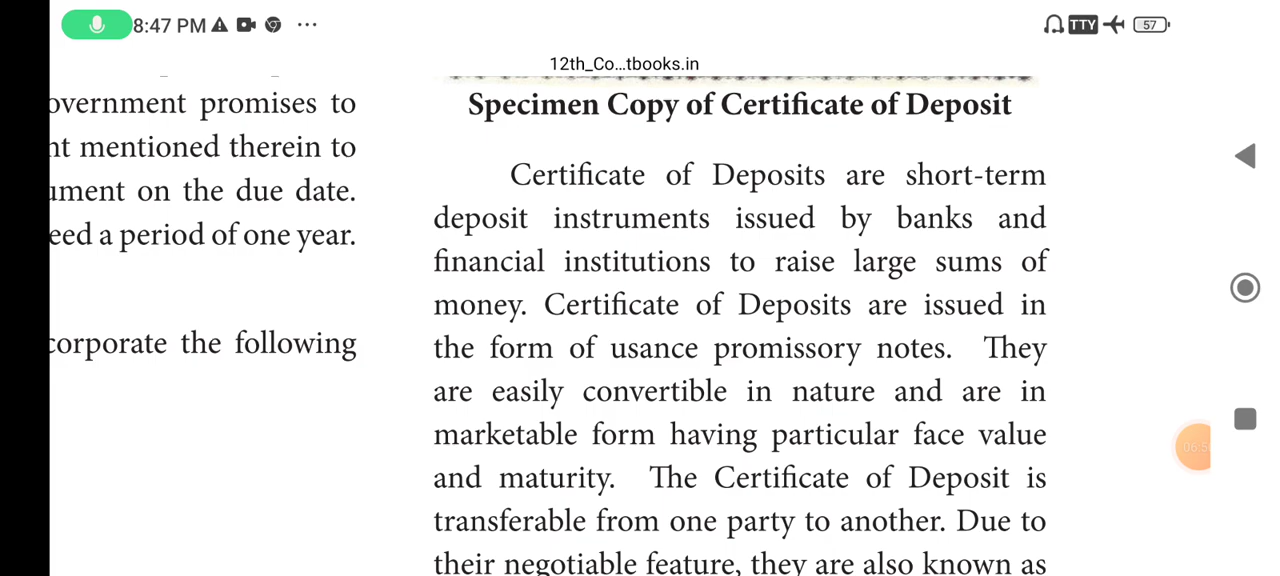 8:47 PM
TTY
57
12th_Co...tbooks.in
overnment promises to
nt mentioned therein to
ument on the due date.
eed a period of one year.
corporate the following
Specimen Copy of Certificate of Deposit
Certificate of Deposits are short-term
deposit instruments issued by banks and
financial institutions to raise large sums of
money. Certificate of Deposits are issued in
the form of usance promissory notes. They
are easily convertible in nature and are in
marketable form having particular face value
and maturity. The Certificate of Deposit is
transferable from one party to another. Due to
their negotiable feature, they are also known as